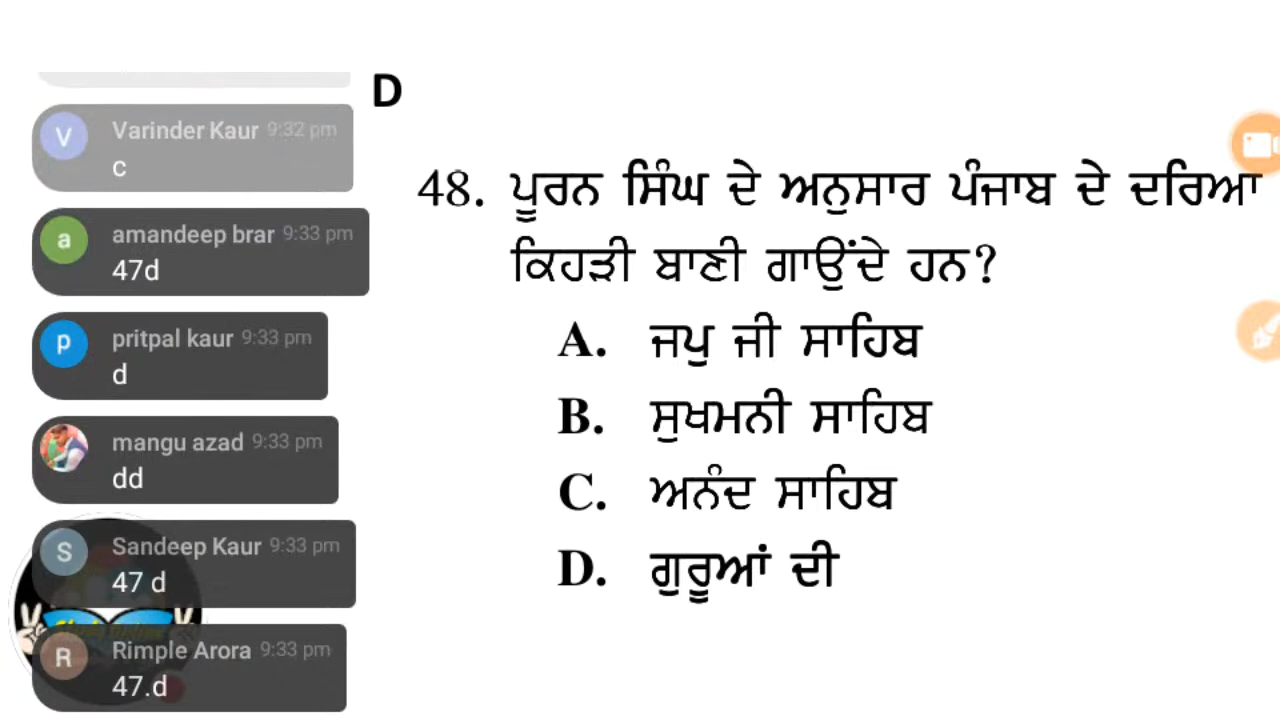 D
Varinder Kaur 9:32 pm
c
amandeep brar 9:33 pm
47d
pritpal kaur 9:33 pm
d
mangu azad 9:33 pm
dd
Sandeep Kaur 9:33 pm
47 d
Rimple Arora 9:33 pm
47.d
48. ਪੂਰਨ ਸਿੰਘ ਦੇ ਅਨੁਸਾਰ ਪੰਜਾਬ ਦੇ ਦਰਿਆ
ਕਿਹੜੀ ਬਾਣੀ ਗਾਉਂਦੇ ਹਨ?
A. ਜਪੁ ਜੀ ਸਾਹਿਬ
B. ਸੁਖਮਨੀ ਸਾਹਿਬ
C. ਅਨੰਦ ਸਾਹਿਬ
D. ਗੁਰੂਆਂ ਦੀ